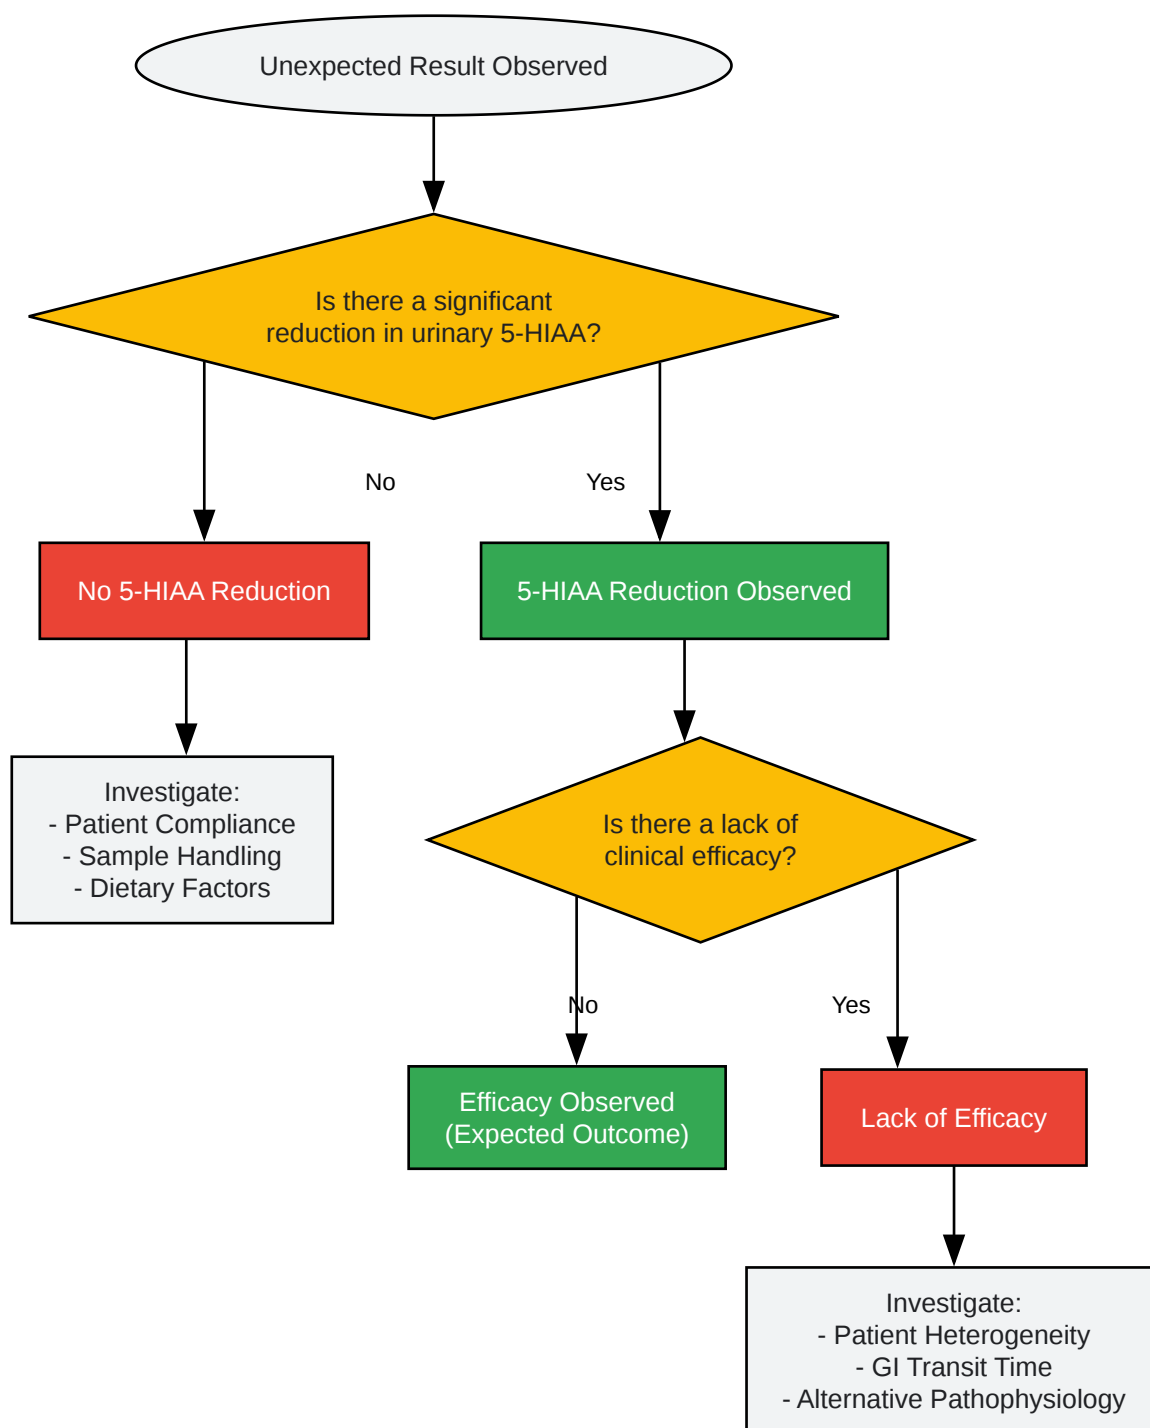 Unexpected Result Observed
Is there a significant
reduction in urinary 5-HIAA?
No
Yes
No 5-HIAA Reduction
5-HIAA Reduction Observed
Investigate:
- Patient Compliance
- Sample Handling
- Dietary Factors
Is there a lack of
clinical efficacy?
No
Yes
Efficacy Observed
(Expected Outcome)
Lack of Efficacy
Investigate:
- Patient Heterogeneity
- GI Transit Time
- Alternative Pathophysiology